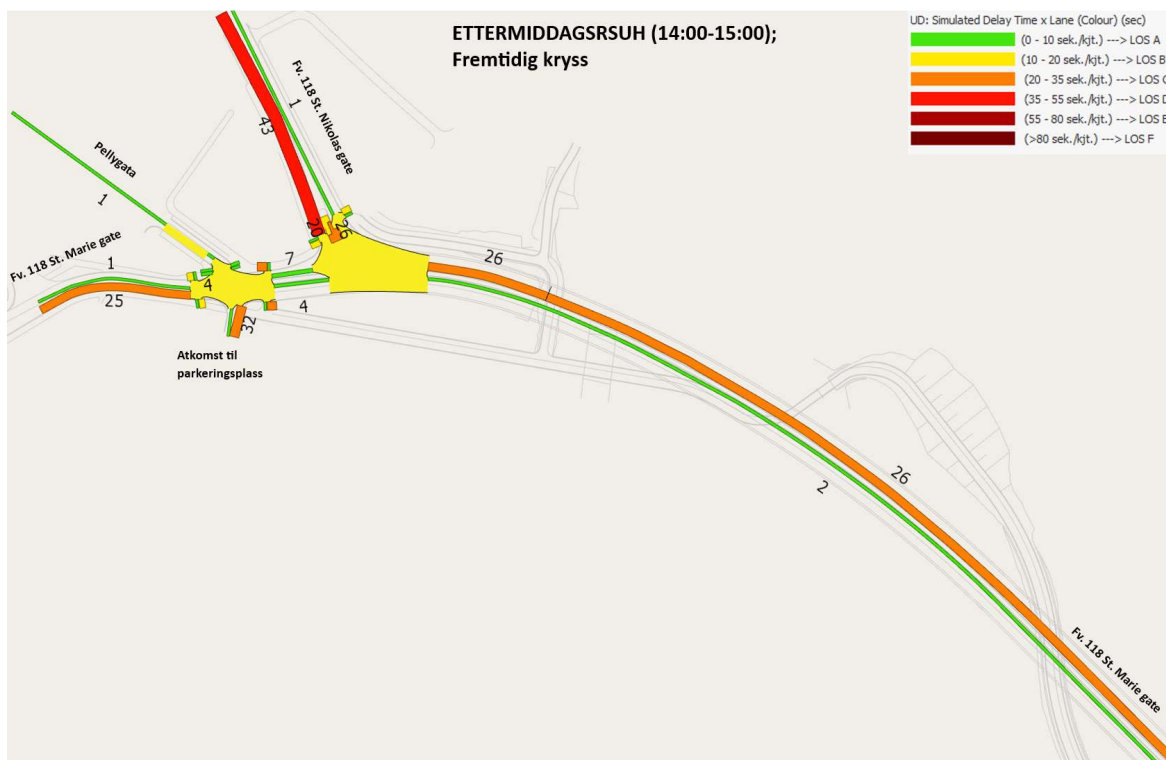 ETTERMIDDAGSRSUH (14:00-15:00);
Fremtidig kryss
UD: Simulated Delay Time x Lane (Colour) (sec)
(0 - 10 sek./kjt.) ---> LOS A
(10 - 20 sek./kjt.) ---> LOS B
(20 - 35 sek./kjt.) ---> LOS C
(35 - 55 sek./kjt.) ---> LOS D
(55 - 80 sek./kjt.) ---> LOS E
(>80 sek./kjt.) ---> LOS F
Fv. 118 St. Nikolas gate
1
43
Pellygata
1
20
26
Fv. 118 St. Marie gate
1
25
4
7
26
4
32
Atkomst til
parkeringsplass
26
2
Fv. 118 St. Marie gate